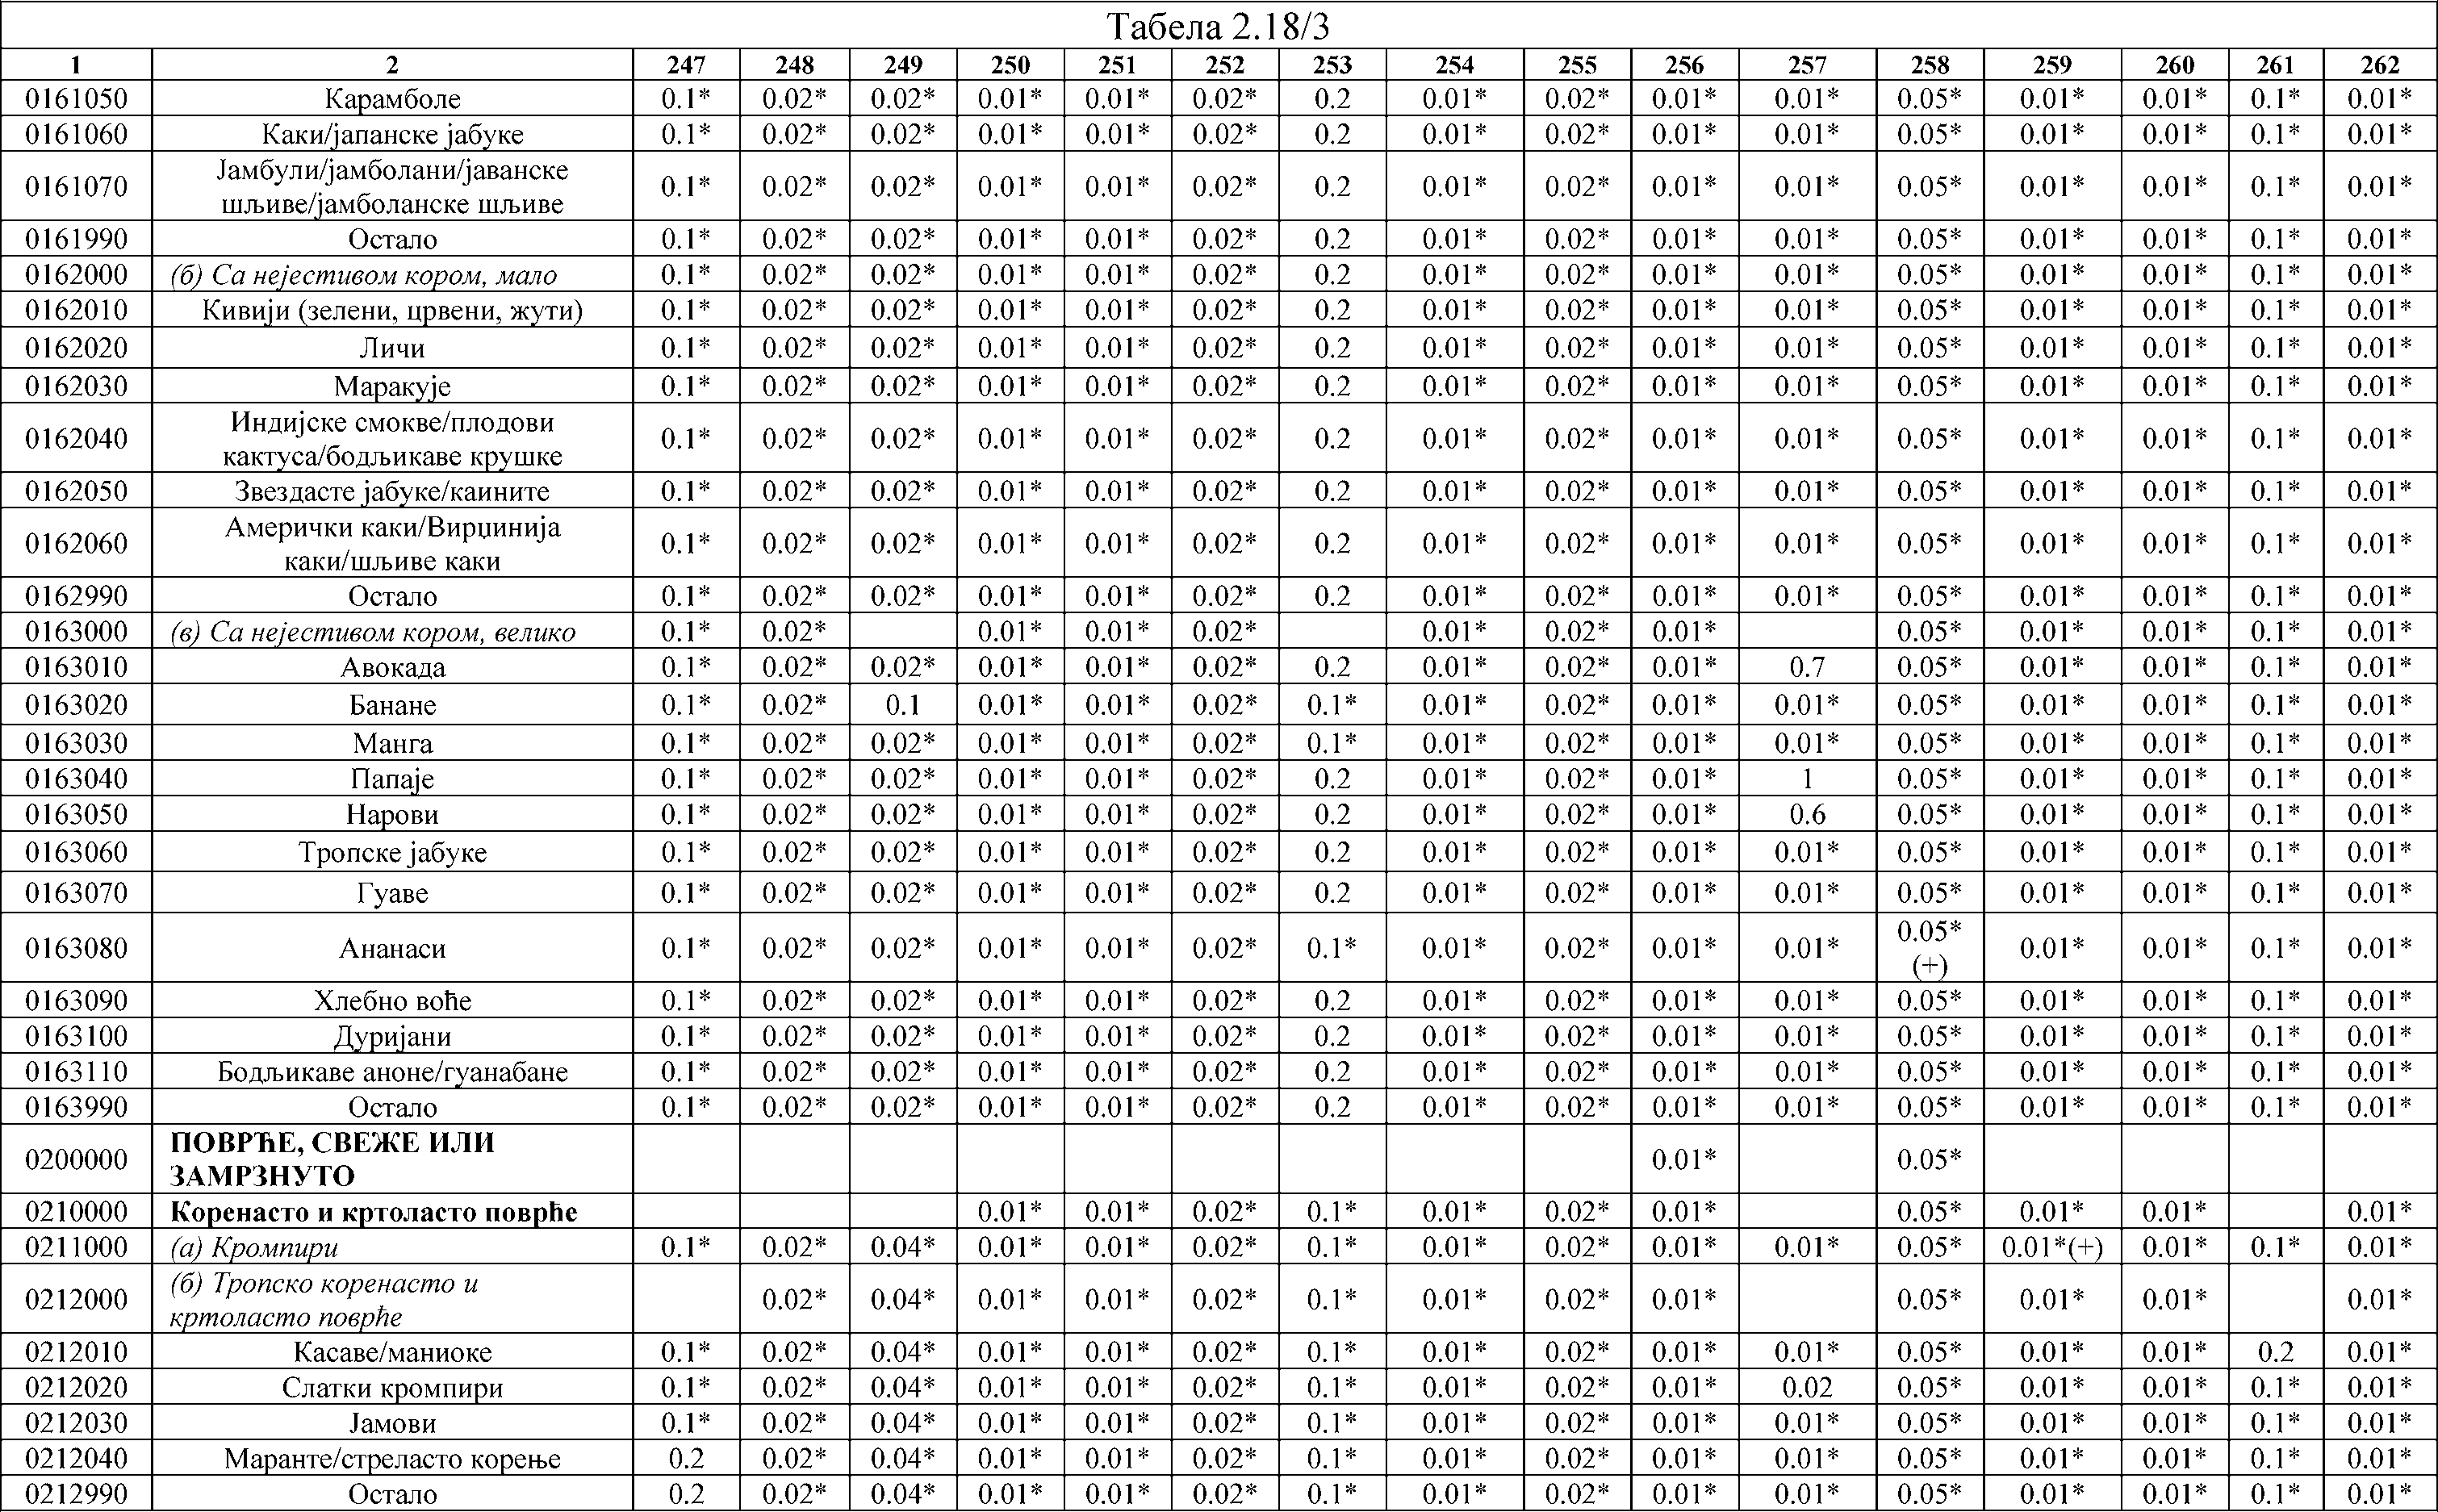 Табела 2.18/3
1 2 247 248 249 250 251 252 253 254 255 256 257 258 259 260 261 262
0161050 Карамболе 0.1* 0.02* 0.02* 0.01* 0.01* 0.02* 0.2 0.01* 0.02* 0.01* 0.01* 0.05* 0.01* 0.01* 0.1* 0.01*
0161060 Каки/јапанске јабуке 0.1* 0.02* 0.02* 0.01* 0.01* 0.02* 0.2 0.01* 0.02* 0.01* 0.01* 0.05* 0.01* 0.01* 0.1* 0.01*
0161070 Јамбули/јамболани/јаванске
шљиве/јамболанске шљиве 0.1* 0.02* 0.02* 0.01* 0.01* 0.02* 0.2 0.01* 0.02* 0.01* 0.01* 0.05* 0.01* 0.01* 0.1* 0.01*
0161990 Остало 0.1* 0.02* 0.02* 0.01* 0.01* 0.02* 0.2 0.01* 0.02* 0.01* 0.01* 0.05* 0.01* 0.01* 0.1* 0.01*
0162000 (б) Са нејестивом кором, мало 0.1* 0.02* 0.02* 0.01* 0.01* 0.02* 0.2 0.01* 0.02* 0.01* 0.01* 0.05* 0.01* 0.01* 0.1* 0.01*
0162010 Кивији (зелени, црвени, жути) 0.1* 0.02* 0.02* 0.01* 0.01* 0.02* 0.2 0.01* 0.02* 0.01* 0.01* 0.05* 0.01* 0.01* 0.1* 0.01*
0162020 Личи 0.1* 0.02* 0.02* 0.01* 0.01* 0.02* 0.2 0.01* 0.02* 0.01* 0.01* 0.05* 0.01* 0.01* 0.1* 0.01*
0162030 Маракује 0.1* 0.02* 0.02* 0.01* 0.01* 0.02* 0.2 0.01* 0.02* 0.01* 0.01* 0.05* 0.01* 0.01* 0.1* 0.01*
0162040 Индијске смокве/плодови
кактуса/бодљикаве крушке 0.1* 0.02* 0.02* 0.01* 0.01* 0.02* 0.2 0.01* 0.02* 0.01* 0.01* 0.05* 0.01* 0.01* 0.1* 0.01*
0162050 Звездасте јабуке/каините 0.1* 0.02* 0.02* 0.01* 0.01* 0.02* 0.2 0.01* 0.02* 0.01* 0.01* 0.05* 0.01* 0.01* 0.1* 0.01*
0162060 Амерички каки/Вирџинија
каки/шљиве каки 0.1* 0.02* 0.02* 0.01* 0.01* 0.02* 0.2 0.01* 0.02* 0.01* 0.01* 0.05* 0.01* 0.01* 0.1* 0.01*
0162990 Остало 0.1* 0.02* 0.02* 0.01* 0.01* 0.02* 0.2 0.01* 0.02* 0.01* 0.01* 0.05* 0.01* 0.01* 0.1* 0.01*
0163000 (в) Са нејестивом кором, велико 0.1* 0.02* 0.01* 0.01* 0.02* 0.01* 0.02* 0.01* 0.05* 0.01* 0.01* 0.1* 0.01*
0163010 Авокада 0.1* 0.02* 0.02* 0.01* 0.01* 0.02* 0.2 0.01* 0.02* 0.01* 0.7 0.05* 0.01* 0.01* 0.1* 0.01*
0163020 Банане 0.1* 0.02* 0.1 0.01* 0.01* 0.02* 0.1* 0.01* 0.02* 0.01* 0.01* 0.05* 0.01* 0.01* 0.1* 0.01*
0163030 Манга 0.1* 0.02* 0.02* 0.01* 0.01* 0.02* 0.1* 0.01* 0.02* 0.01* 0.01* 0.05* 0.01* 0.01* 0.1* 0.01*
0163040 Папаје 0.1* 0.02* 0.02* 0.01* 0.01* 0.02* 0.2 0.01* 0.02* 0.01* 1 0.05* 0.01* 0.01* 0.1* 0.01*
0163050 Нарови 0.1* 0.02* 0.02* 0.01* 0.01* 0.02* 0.2 0.01* 0.02* 0.01* 0.6 0.05* 0.01* 0.01* 0.1* 0.01*
0163060 Тропске јабуке 0.1* 0.02* 0.02* 0.01* 0.01* 0.02* 0.2 0.01* 0.02* 0.01* 0.01* 0.05* 0.01* 0.01* 0.1* 0.01*
0163070 Гуаве 0.1* 0.02* 0.02* 0.01* 0.01* 0.02* 0.2 0.01* 0.02* 0.01* 0.01* 0.05* 0.01* 0.01* 0.1* 0.01*
0163080 Ананаси 0.1* 0.02* 0.02* 0.01* 0.01* 0.02* 0.1* 0.01* 0.02* 0.01* 0.01* 0.05*
(+) 0.01* 0.01* 0.1* 0.01*
0163090 Хлебно воће 0.1* 0.02* 0.02* 0.01* 0.01* 0.02* 0.2 0.01* 0.02* 0.01* 0.01* 0.05* 0.01* 0.01* 0.1* 0.01*
0163100 Дуријани 0.1* 0.02* 0.02* 0.01* 0.01* 0.02* 0.2 0.01* 0.02* 0.01* 0.01* 0.05* 0.01* 0.01* 0.1* 0.01*
0163110 Бодљикаве аноне/гуанабане 0.1* 0.02* 0.02* 0.01* 0.01* 0.02* 0.2 0.01* 0.02* 0.01* 0.01* 0.05* 0.01* 0.01* 0.1* 0.01*
0163990 Остало 0.1* 0.02* 0.02* 0.01* 0.01* 0.02* 0.2 0.01* 0.02* 0.01* 0.01* 0.05* 0.01* 0.01* 0.1* 0.01*
0200000 ПОВРЋЕ, СВЕЖЕ ИЛИ
ЗАМРЗНУТО 0.01* 0.05*
0210000 Коренасто и кртоласто поврће 0.01* 0.01* 0.02* 0.1* 0.01* 0.02* 0.01* 0.05* 0.01* 0.01* 0.01*
0211000 (а) Кромпири 0.1* 0.02* 0.04* 0.01* 0.01* 0.02* 0.1* 0.01* 0.02* 0.01* 0.01* 0.05* 0.01*(+) 0.01* 0.1* 0.01*
0212000 (б) Тропско коренасто и
кртоласто поврће 0.02* 0.04* 0.01* 0.01* 0.02* 0.1* 0.01* 0.02* 0.01* 0.05* 0.01* 0.01* 0.01*
0212010 Касаве/маниоке 0.1* 0.02* 0.04* 0.01* 0.01* 0.02* 0.1* 0.01* 0.02* 0.01* 0.01* 0.05* 0.01* 0.01* 0.2 0.01*
0212020 Слатки кромпири 0.1* 0.02* 0.04* 0.01* 0.01* 0.02* 0.1* 0.01* 0.02* 0.01* 0.02 0.05* 0.01* 0.01* 0.1* 0.01*
0212030 Јамови 0.1* 0.02* 0.04* 0.01* 0.01* 0.02* 0.1* 0.01* 0.02* 0.01* 0.01* 0.05* 0.01* 0.01* 0.1* 0.01*
0212040 Маранте/стреласто корење 0.2 0.02* 0.04* 0.01* 0.01* 0.02* 0.1* 0.01* 0.02* 0.01* 0.01* 0.05* 0.01* 0.01* 0.1* 0.01*
0212990 Остало 0.2 0.02* 0.04* 0.01* 0.01* 0.02* 0.1* 0.01* 0.02* 0.01* 0.01* 0.05* 0.01* 0.01* 0.1* 0.01*